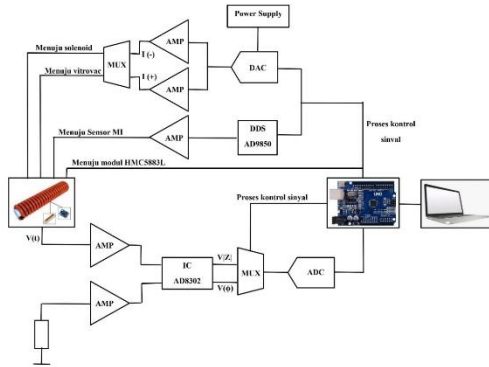 Power Supply
Menuju solenoid
AMP
MUX
I (-)
I (+)
DAC
Menuju vitrovac
AMP
DDS
AD9850
Menuju Sensor MI
AMP
Proses kontrol
sinyal
Menuju modul HMC5883L
V(t)
AMP
Proses kontrol sinyal
IC
AD8302
V|Z|
V(φ)
MUX
ADC
AMP